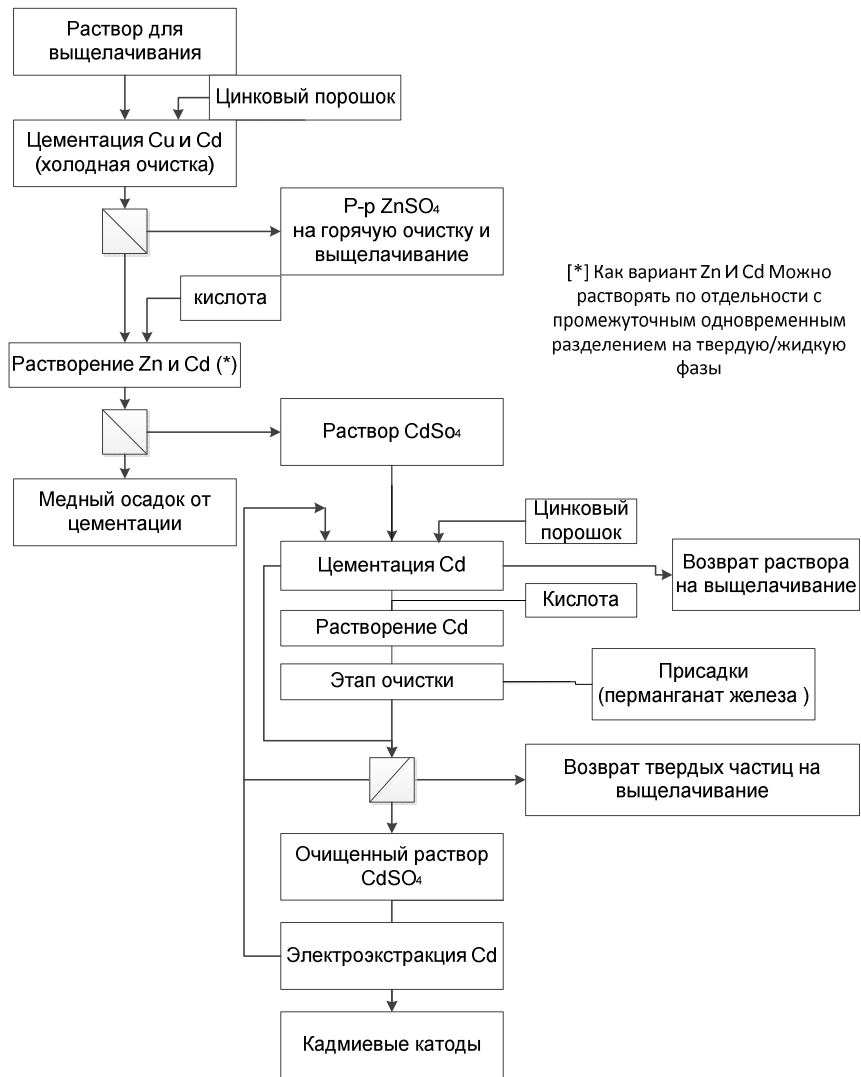 Раствор для
выщелачивания
Цинковый порошок
Цементация Cu и Cd
(холодная очистка)
Р-р ZnSO₄
на горячую очистку и
выщелачивание
[*] Как вариант Zn И Cd Можно
растворять по отдельности с
промежуточным одновременным
разделением на твердую/жидкую
фазы
кислота
Растворение Zn и Cd (*)
Раствор CdSo₄
Медный осадок от
цементации
Цинковый
порошок
Цементация Cd
Возврат раствора
на выщелачивание
Кислота
Растворение Cd
Этап очистки
Присадки
(перманганат железа )
Возврат твердых частиц на
выщелачивание
Очищенный раствор
CdSO₄
Электроэкстракция Cd
Кадмиевые катоды